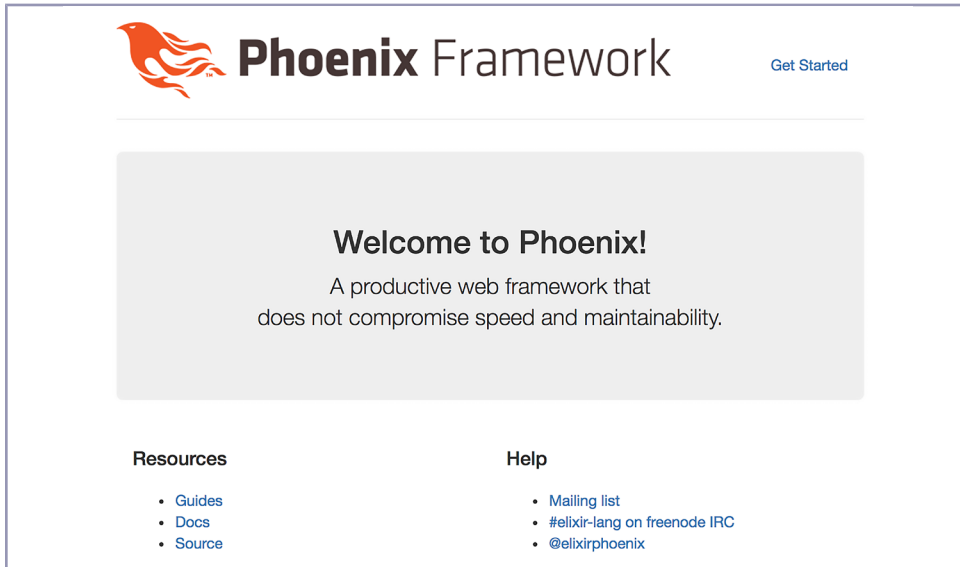 Phoenix Framework
Get Started
Welcome to Phoenix!
A productive web framework that
does not compromise speed and maintainability.
Resources
Guides
Docs
Source
Help
Mailing list
#elixir-lang on freenode IRC
@elixirphoenix